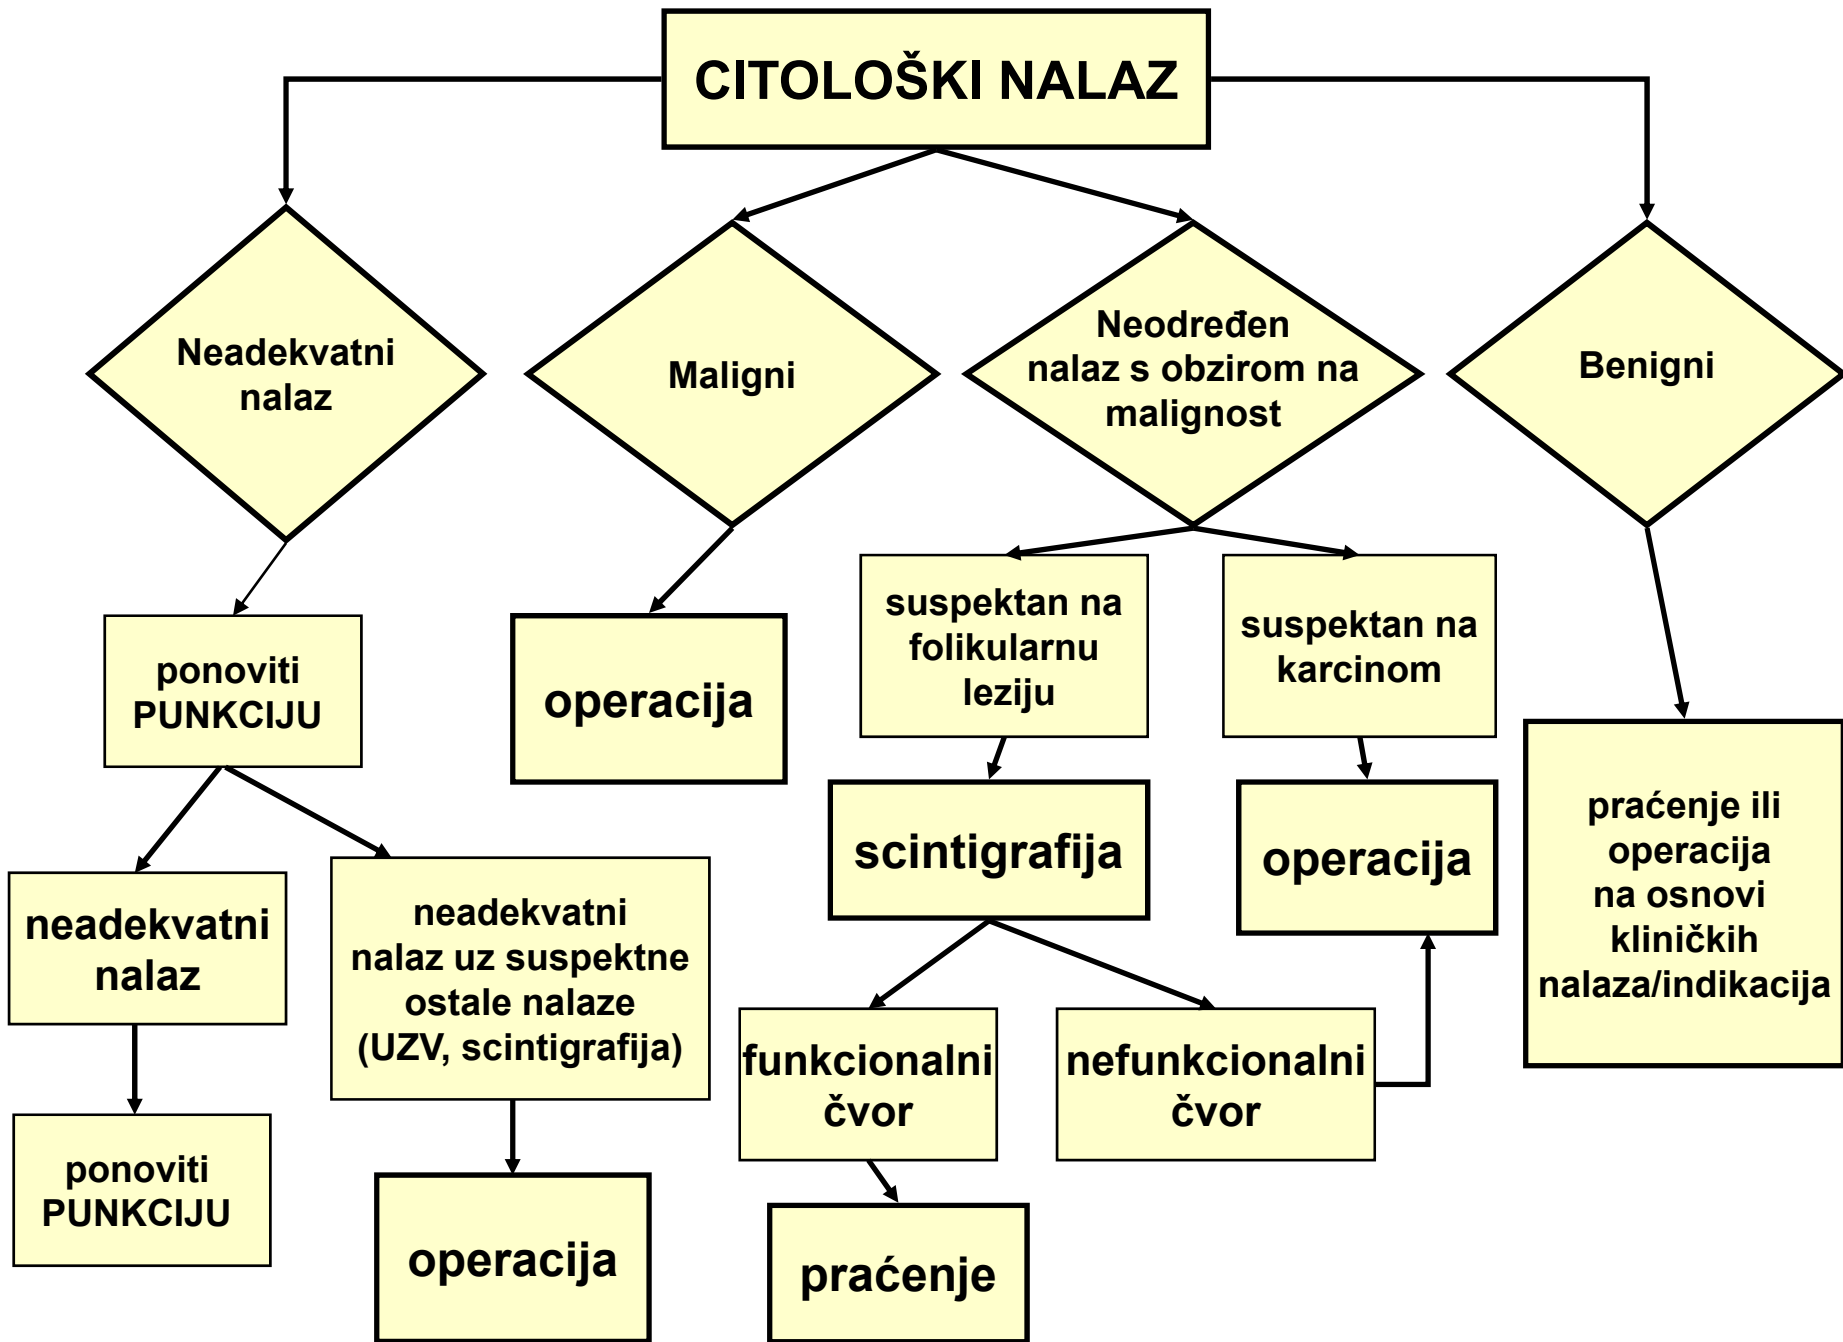 CITOLOŠKI NALAZ
Neadekvatni
nalaz
Maligni
Neodređen
nalaz s obzirom na
malignost
Benigni
ponoviti
PUNKCIJU
operacija
suspektan na
folikularnu
leziju
suspektan na
karcinom
praćenje ili
operacija
na osnovi
kliničkih
nalaza/indikacija
scintigrafija
operacija
neadekvatni
nalaz
neadekvatni
nalaz uz suspektne
ostale nalaze
(UZV, scintigrafija)
funkcionalni
čvor
nefunkcionalni
čvor
ponoviti
PUNKCIJU
operacija
praćenje